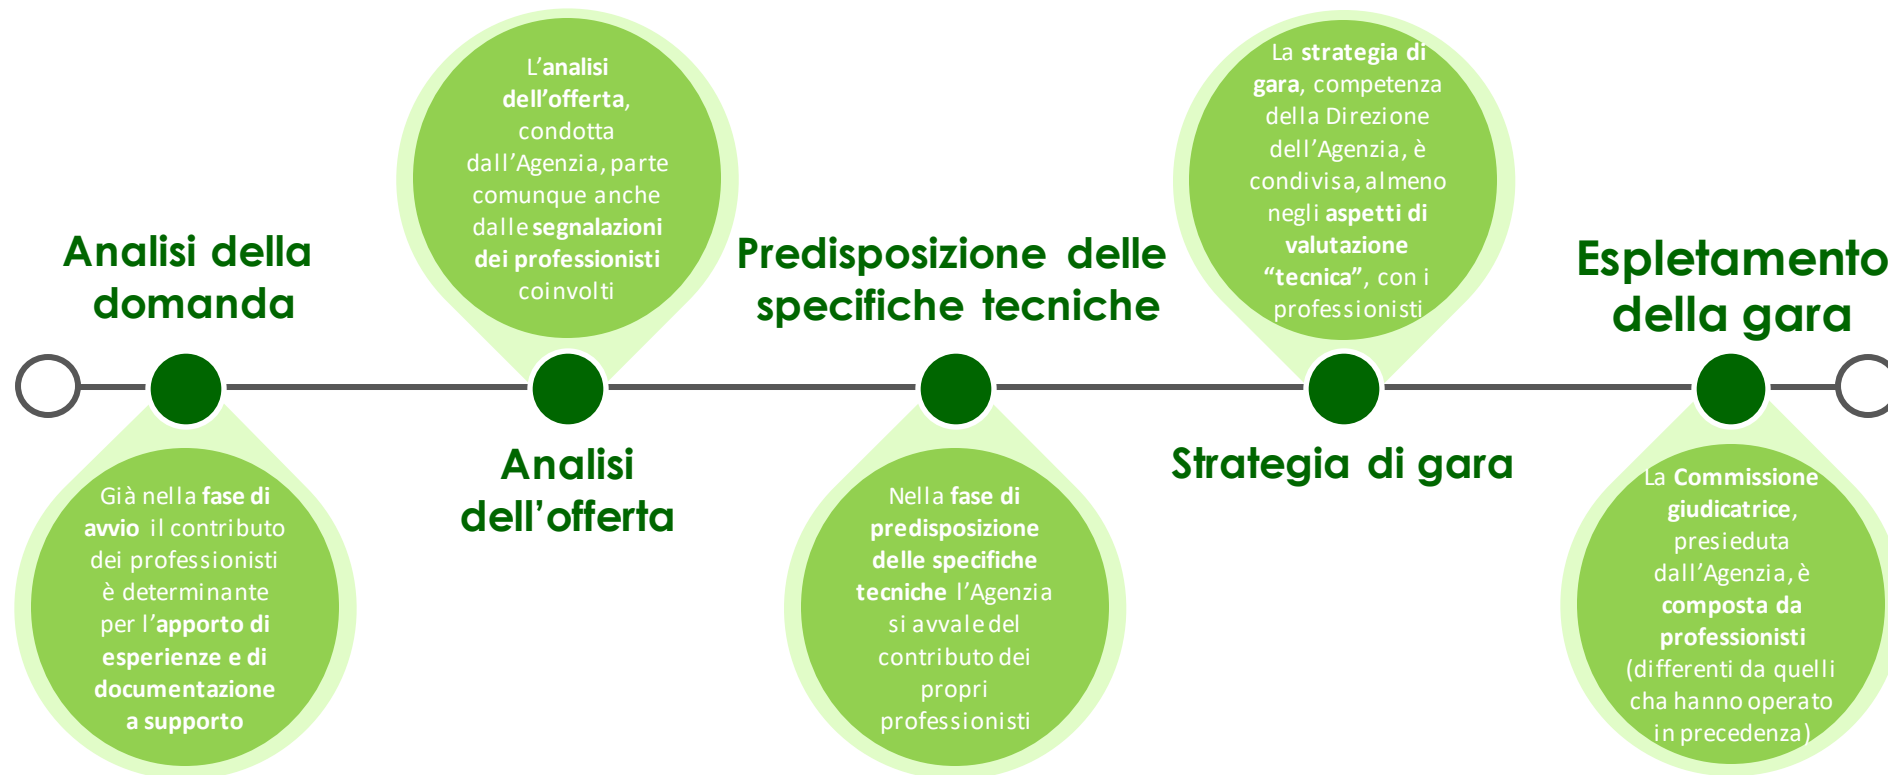 Analisi della
domanda
Già nella fase di
avvio il contributo
dei professionisti
è determinante
per l’apporto di
esperienze e di
documentazione
a supporto
L’analisi
dell’offerta,
condotta
dall’Agenzia, parte
comunque anche
dalle segnalazioni
dei professionisti
coinvolti
Analisi
dell’offerta
Predisposizione delle
specifiche tecniche
Nella fase di
predisposizione
delle specifiche
tecniche l’Agenzia
si avvale del
contributo dei
propri
professionisti
La strategia di
gara, competenza
della Direzione
dell’Agenzia, è
condivisa, almeno
negli aspetti di
valutazione
“tecnica”, con i
professionisti
Strategia di gara
Espletamento
della gara
La Commissione
giudicatrice,
presieduta
dall’Agenzia, è
composta da
professionisti
(differenti da quelli
cha hanno operato
in precedenza)